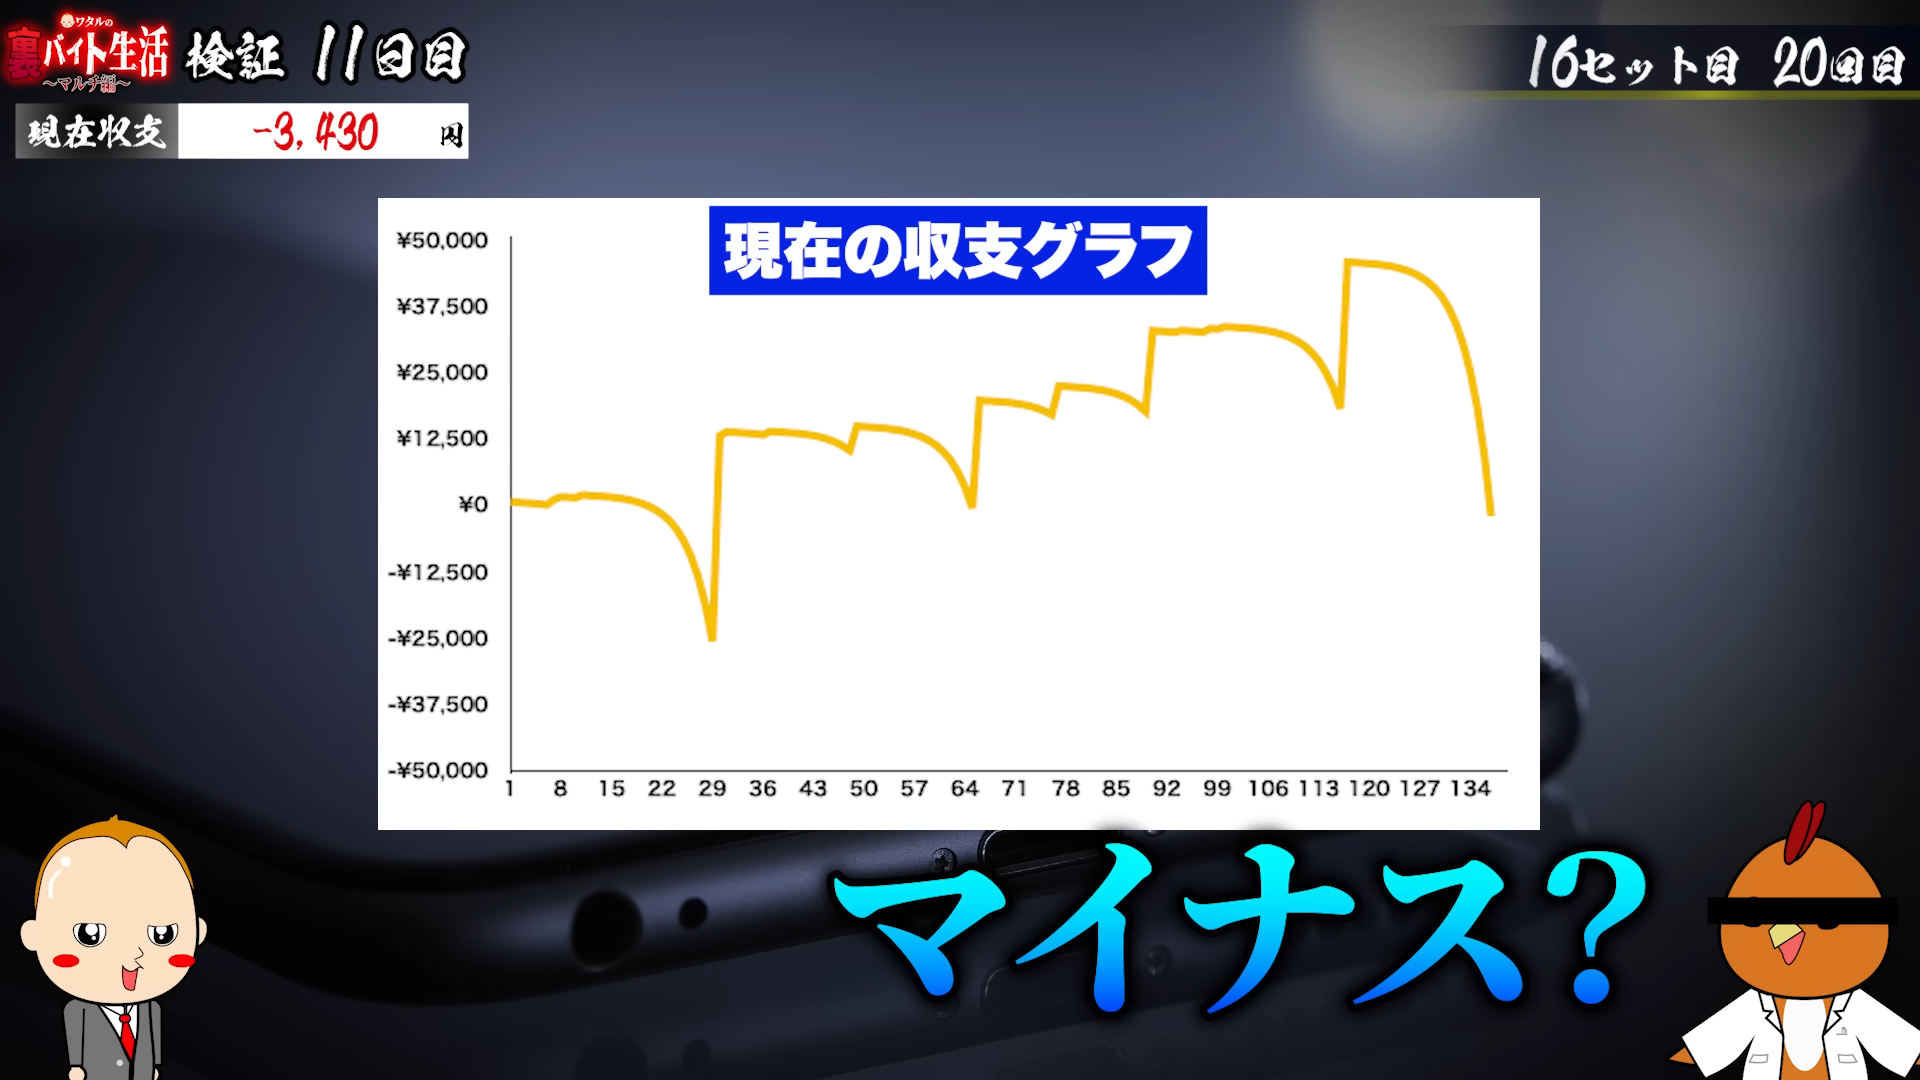 ワタルの
裏バイト生活
～マルチ編～
検証 11日目
16セット目 20回目
現在収支 -3,430 円
現在の収支グラフ
¥50,000
¥37,500
¥25,000
¥12,500
¥0
-¥12,500
-¥25,000
-¥37,500
-¥50,000
1 8 15 22 29 36 43 50 57 64 71 78 85 92 99 106 113 120 127 134
マイナス？